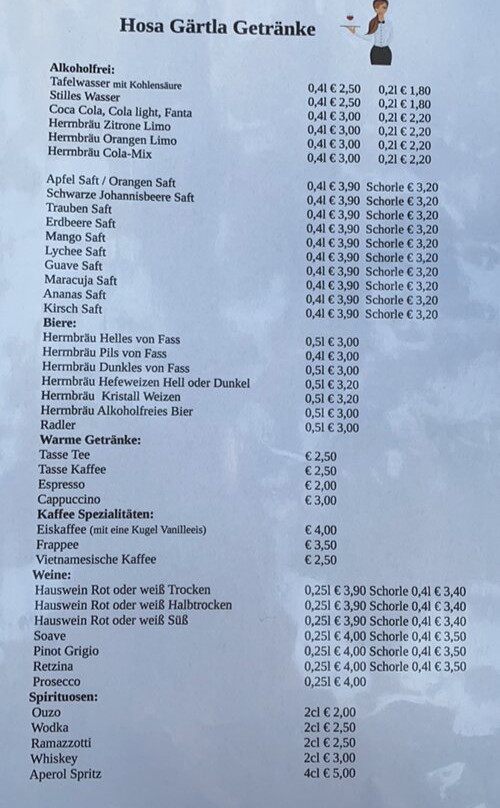 Hosa Gärtla Getränke
Alkoholfrei:
Tafelwasser mit Kohlensäure 0,4l € 2,50 0,2l € 1,80
Stilles Wasser 0,4l € 2,50 0,2l € 1,80
Coca Cola, Cola light, Fanta 0,4l € 3,00 0,2l € 2,20
Herrnbräu Zitrone Limo 0,4l € 3,00 0,2l € 2,20
Herrnbräu Orangen Limo 0,4l € 3,00 0,2l € 2,20
Herrnbräu Cola-Mix 0,4l € 3,00 0,2l € 2,20
Apfel Saft / Orangen Saft 0,4l € 3,90 Schorle € 3,20
Schwarze Johannisbeere Saft 0,4l € 3,90 Schorle € 3,20
Trauben Saft 0,4l € 3,90 Schorle € 3,20
Erdbeere Saft 0,4l € 3,90 Schorle € 3,20
Mango Saft 0,4l € 3,90 Schorle € 3,20
Lychee Saft 0,4l € 3,90 Schorle € 3,20
Guave Saft 0,4l € 3,90 Schorle € 3,20
Maracuja Saft 0,4l € 3,90 Schorle € 3,20
Ananas Saft 0,4l € 3,90 Schorle € 3,20
Kirsch Saft 0,4l € 3,90 Schorle € 3,20
Biere:
Herrnbräu Helles von Fass 0,5l € 3,00
Herrnbräu Pils von Fass 0,4l € 3,00
Herrnbräu Dunkles von Fass 0,5l € 3,00
Herrnbräu Hefeweizen Hell oder Dunkel 0,5l € 3,20
Herrnbräu Kristall Weizen 0,5l € 3,20
Herrnbräu Alkoholfreies Bier 0,5l € 3,00
Radler 0,5l € 3,00
Warme Getränke:
Tasse Tee € 2,50
Tasse Kaffee € 2,50
Espresso € 2,00
Cappuccino € 3,00
Kaffee Spezialitäten:
Eiskaffee (mit eine Kugel Vanilleeis) € 4,00
Frappee € 3,50
Vietnamesische Kaffee € 2,50
Weine:
Hauswein Rot oder weiß Trocken 0,25l € 3,90 Schorle 0,4l € 3,40
Hauswein Rot oder weiß Halbtrocken 0,25l € 3,90 Schorle 0,4l € 3,40
Hauswein Rot oder weiß Süß 0,25l € 3,90 Schorle 0,4l € 3,40
Soave 0,25l € 4,00 Schorle 0,4l € 3,50
Pinot Grigio 0,25l € 4,00 Schorle 0,4l € 3,50
Retzina 0,25l € 4,00 Schorle 0,4l € 3,50
Prosecco 0,25l € 4,00
Spirituosen:
Ouzo 2cl € 2,00
Wodka 2cl € 2,50
Ramazzotti 2cl € 2,50
Whiskey 2cl € 3,00
Aperol Spritz 4cl € 5,00